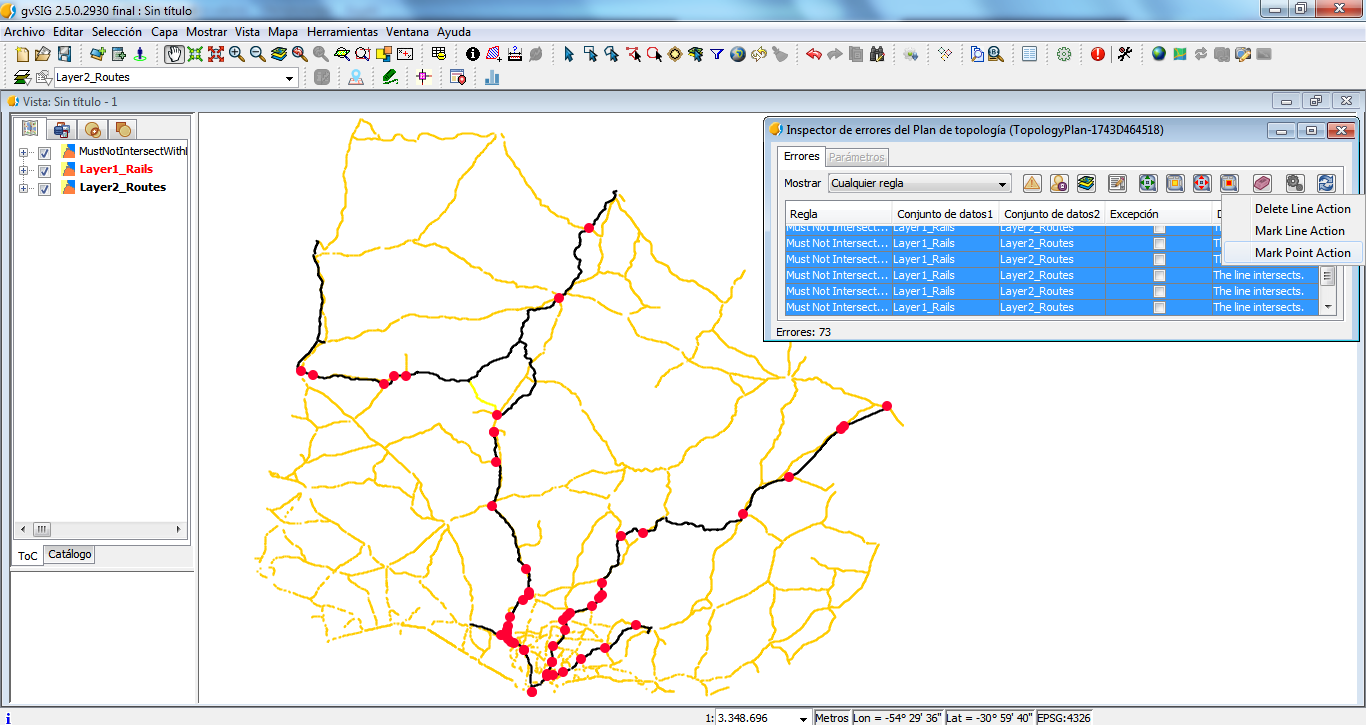 gvSIG 2.5.0.2930 final : Sin título
Archivo Editar Selección Capa Mostrar Vista Mapa Herramientas Ventana Ayuda
Layer2_Routes
Vista: Sin título - 1
MustNotIntersectWith
Layer1_Rails
Layer2_Routes
ToC Catálogo
Inspector de errores del Plan de topología (TopologyPlan-1743D464518)
Errores Parámetros
Mostrar Cualquier regla
Regla Conjunto de datos1 Conjunto de datos2 Excepción D
Must Not Intersect... Layer1_Rails Layer2_Routes Th
Must Not Intersect... Layer1_Rails Layer2_Routes Th
Must Not Intersect... Layer1_Rails Layer2_Routes Th
Must Not Intersect... Layer1_Rails Layer2_Routes The line intersects.
Must Not Intersect... Layer1_Rails Layer2_Routes The line intersects.
Must Not Intersect... Layer1_Rails Layer2_Routes The line intersects.
Delete Line Action
Mark Line Action
Mark Point Action
Errores: 73
1: 3.348.696 Metros Lon = -54° 29' 36" Lat = -30° 59' 40" EPSG:4326